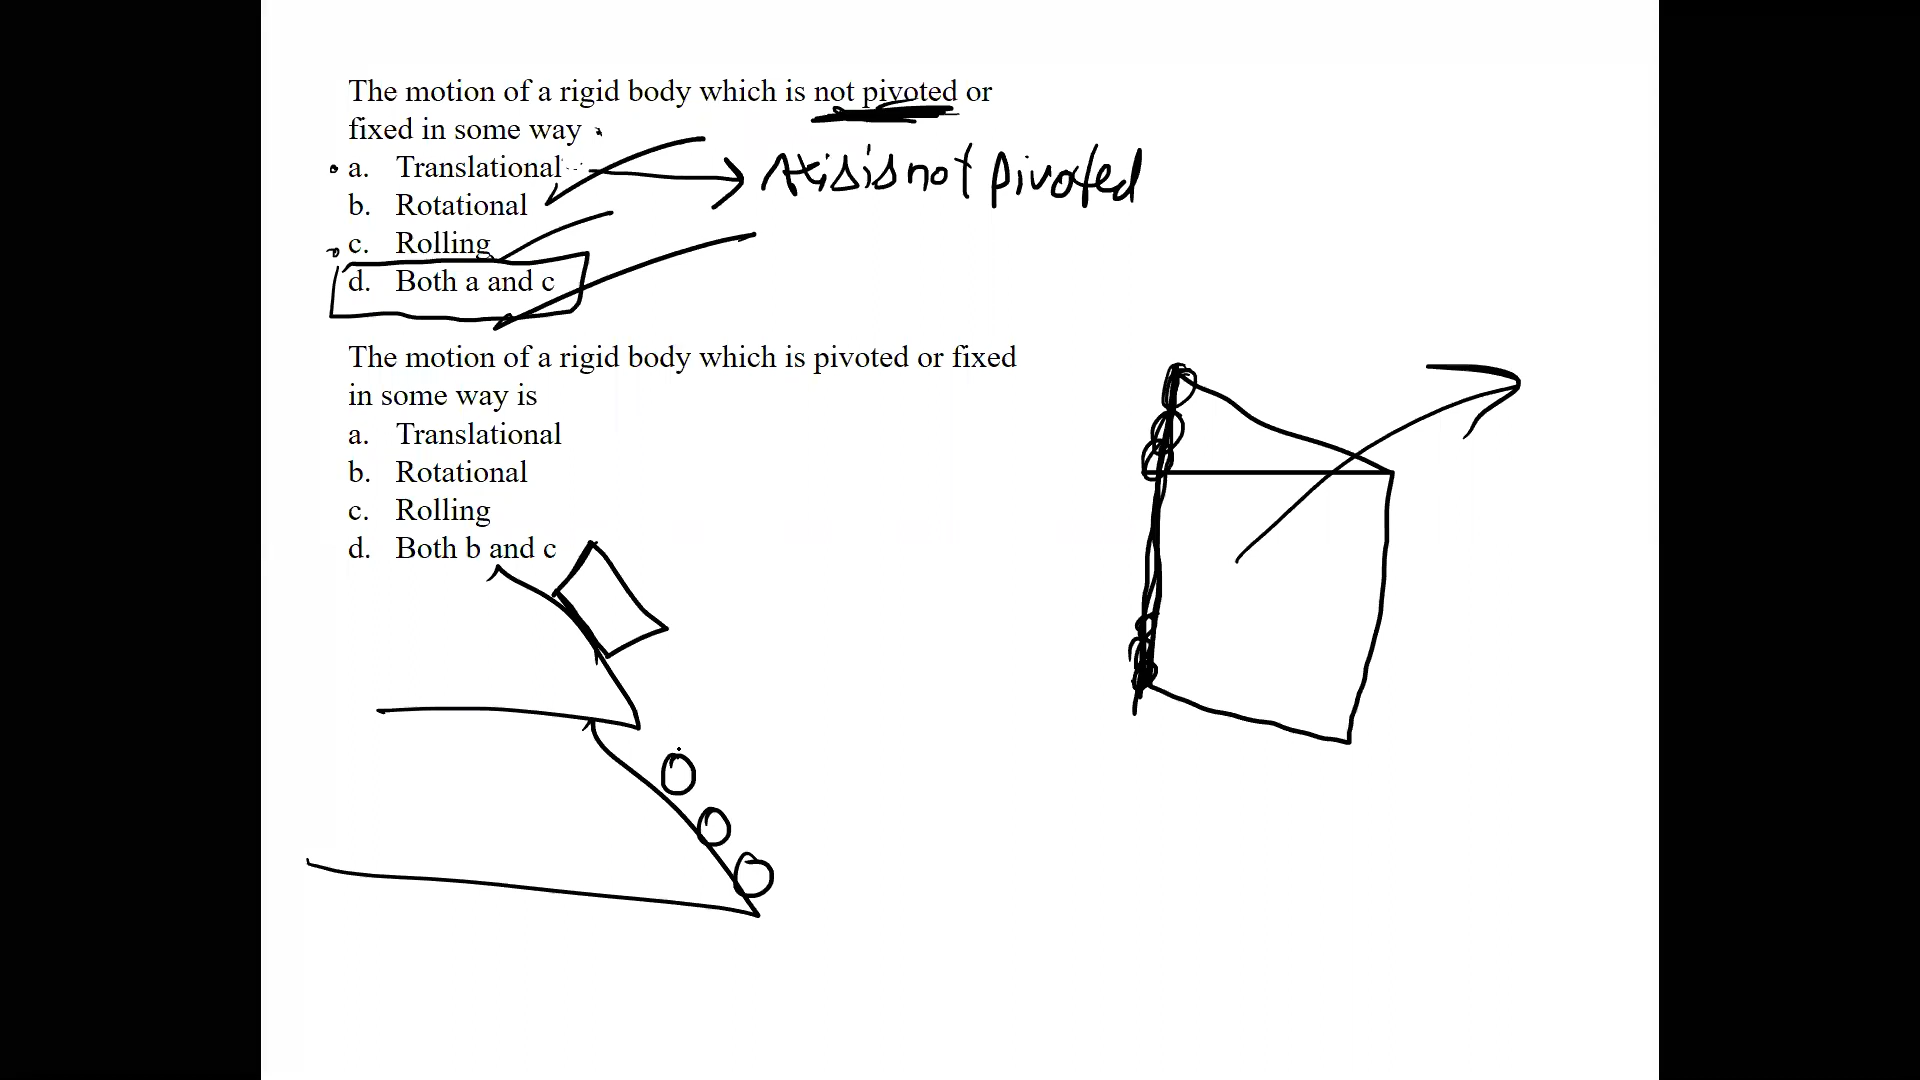 The motion of a rigid body which is not pivoted or
fixed in some way
a. Translational
Axis is not pivoted
b. Rotational
c. Rolling
d. Both a and c
The motion of a rigid body which is pivoted or fixed
in some way is
a. Translational
b. Rotational
c. Rolling
d. Both b and c